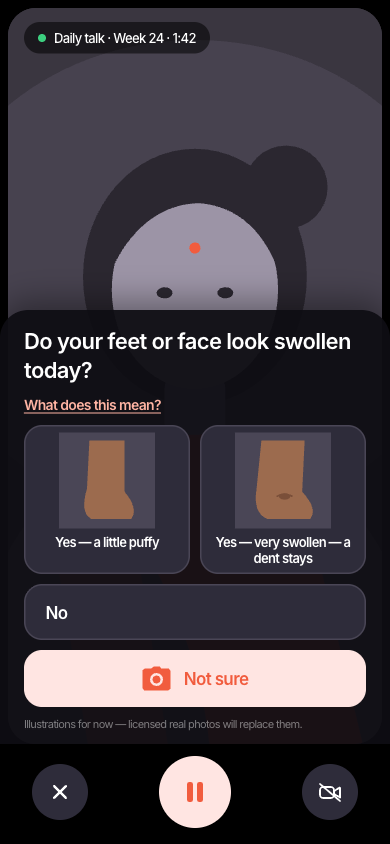 Daily talk · Week 24 · 1:42
Do your feet or face look swollen
today?
What does this mean?
Yes — a little puffy
Yes — very swollen — a
dent stays
No
Not sure
Illustrations for now — licensed real photos will replace them.